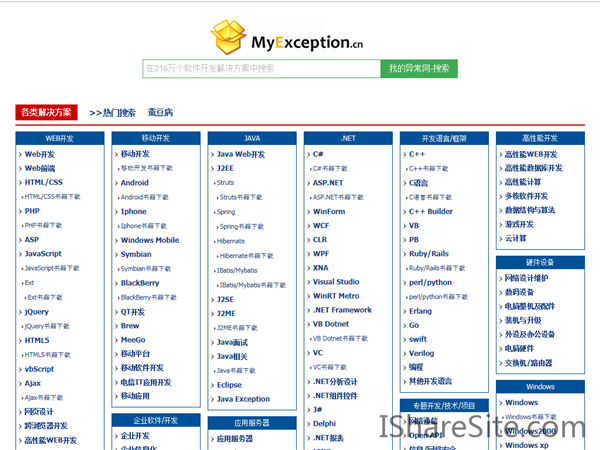 MyException.cn
在216万个软件开发解决方案中搜索 我的异常网-搜索
各类解决方案 >>热门搜索 蚕豆病
WEB开发
Web开发
Web前端
HTML/CSS
HTML/CSS书籍下载
PHP
PHP书籍下载
ASP
JavaScript
JavaScript书籍下载
Ext
Ext书籍下载
jQuery
jQuery书籍下载
HTML5
HTML5书籍下载
vbScript
Ajax
Ajax书籍下载
网页设计
跨浏览器开发
高性能WEB开发
移动开发
移动开发
移动开发书籍下载
Android
Android书籍下载
Iphone
Iphone书籍下载
Windows Mobile
Symbian
Symbian书籍下载
BlackBerry
BlackBerry书籍下载
QT开发
Brew
MeeGo
移动平台
移动软件开发
电信IT应用开发
移动应用
企业软件/开发
企业开发
企业信息化
JAVA
Java Web开发
J2EE
Struts
Struts书籍下载
Spring
Spring书籍下载
Hibernate
Hibernate书籍下载
IBatis/Mybatis
IBatis/Mybatis书籍下载
J2SE
J2ME
J2ME书籍下载
Java面试
Java相关
Java书籍下载
Eclipse
Java Exception
应用服务器
应用服务器
.NET
C#
C#书籍下载
ASP.NET
ASP.NET书籍下载
WinForm
WCF
CLR
WPF
XNA
Visual Studio
WinRT Metro
.NET Framework
VB Dotnet
VB Dotnet书籍下载
VC
VC书籍下载
.NET分析设计
.NET组件控件
J#
Delphi
.NET报表
开发语言/框架
C++
C++书籍下载
C语言
C语言书籍下载
C++ Builder
VB
PB
Ruby/Rails
Ruby/Rails书籍下载
perl/python
perl/python书籍下载
Erlang
Go
swift
Verilog
编程
其他开发语言
专题开发/技术/项目
网络通信
Open API
信息/网络安全
高性能开发
高性能WEB开发
高性能数据库开发
高性能计算
多核软件开发
数据结构与算法
游戏开发
云计算
硬件设备
网络设计维护
数码设备
电脑整机及配件
装机与升级
外设及办公设备
电脑硬件
交换机/路由器
Windows
Windows
Windows书籍下载
Windows2000
Windows xp
IShareSite.com